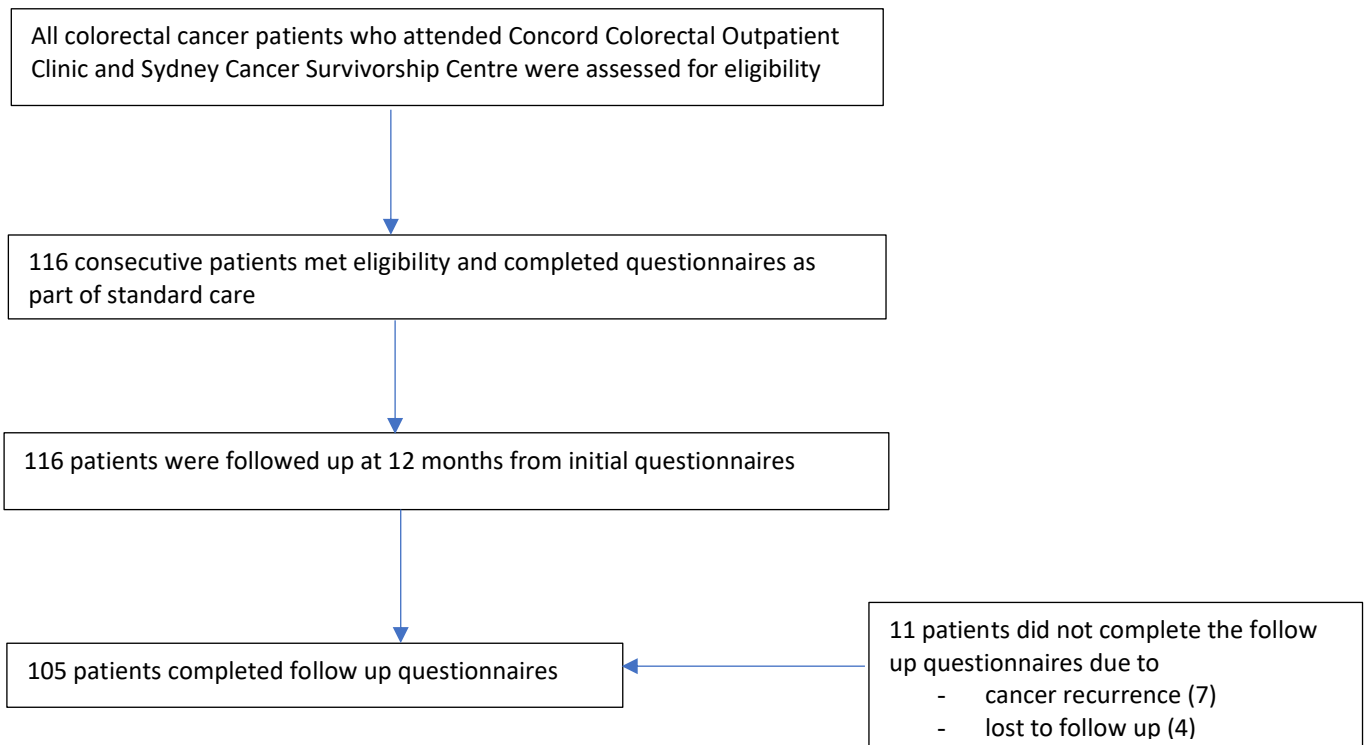 All colorectal cancer patients who attended Concord Colorectal Outpatient
Clinic and Sydney Cancer Survivorship Centre were assessed for eligibility
116 consecutive patients met eligibility and completed questionnaires as
part of standard care
116 patients were followed up at 12 months from initial questionnaires
105 patients completed follow up questionnaires
11 patients did not complete the follow
up questionnaires due to
- cancer recurrence (7)
- lost to follow up (4)